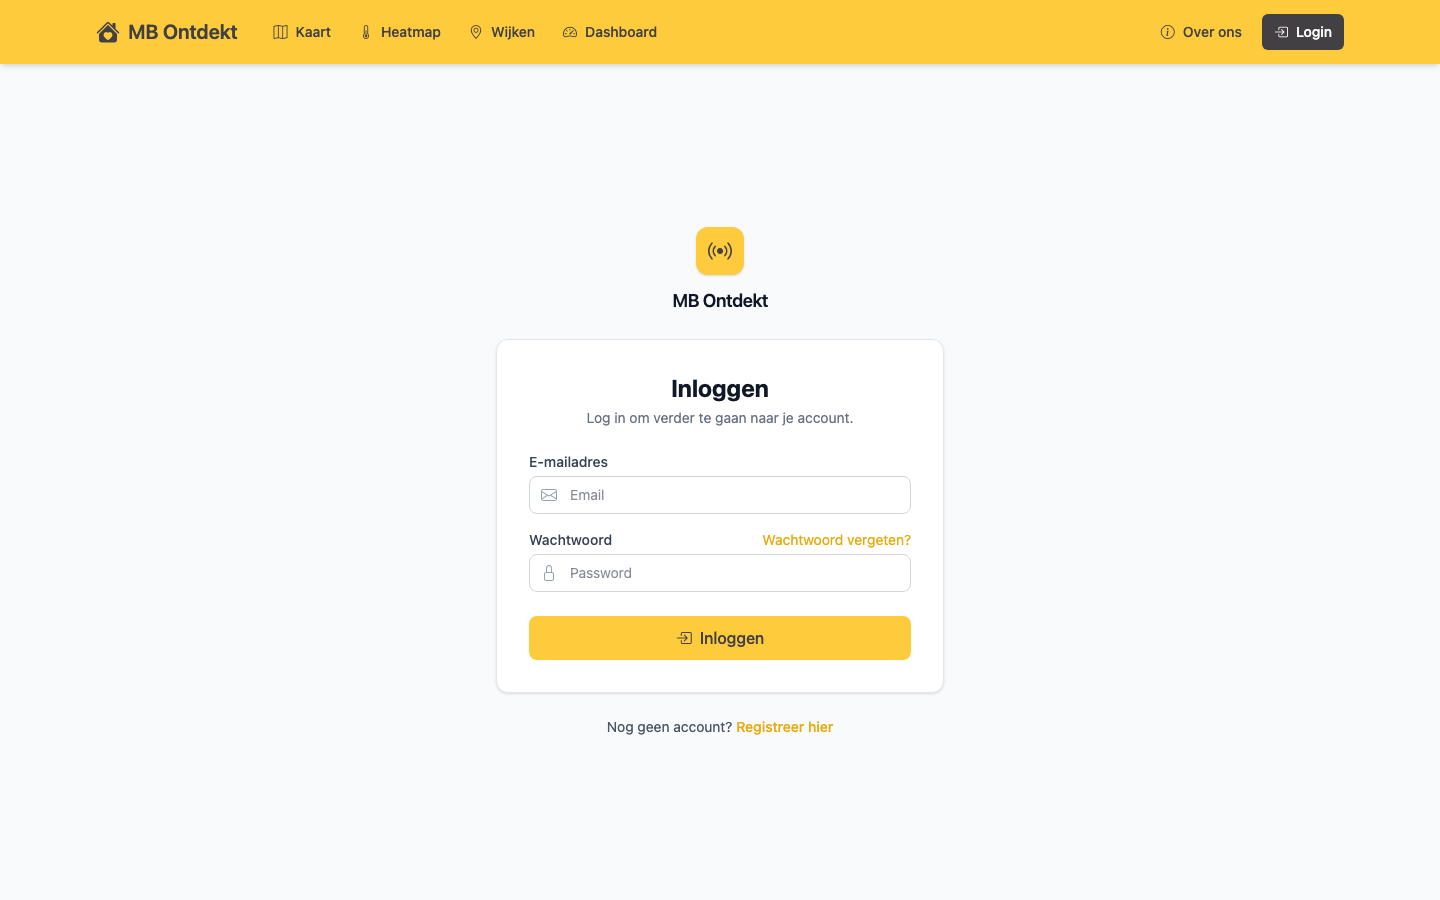 MB Ontdekt Kaart Heatmap Wijken Dashboard Over ons Login
MB Ontdekt
Inloggen
Log in om verder te gaan naar je account.
E-mailadres
Email
Wachtwoord Wachtwoord vergeten?
Password
Inloggen
Nog geen account? Registreer hier